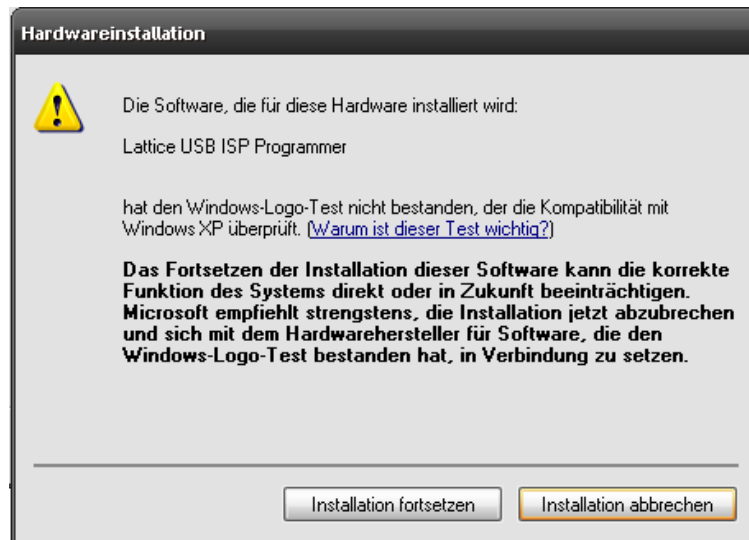 Hardwareinstallation
Die Software, die für diese Hardware installiert wird:
Lattice USB ISP Programmer
hat den Windows-Logo-Test nicht bestanden, der die Kompatibilität mit
Windows XP überprüft. (Warum ist dieser Test wichtig?)
Das Fortsetzen der Installation dieser Software kann die korrekte
Funktion des Systems direkt oder in Zukunft beeinträchtigen.
Microsoft empfiehlt strengstens, die Installation jetzt abzubrechen
und sich mit dem Hardwarehersteller für Software, die den
Windows-Logo-Test bestanden hat, in Verbindung zu setzen.
Installation fortsetzen
Installation abbrechen